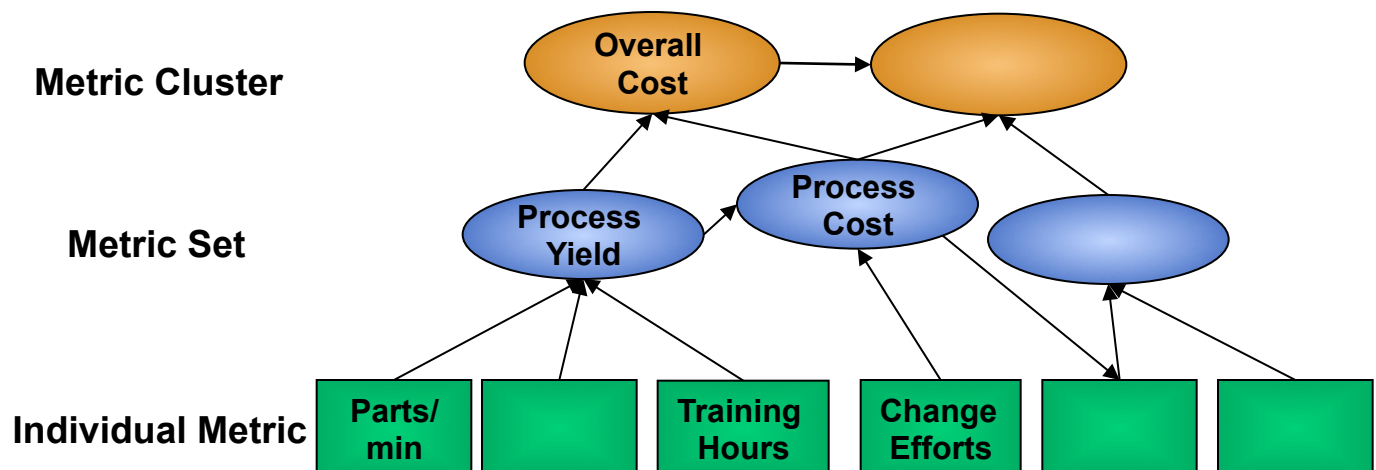 Overall
Cost
Metric Cluster
Process
Cost
Process
Yield
Metric Set
Parts/
min
Training
Hours
Change
Efforts
Individual Metric